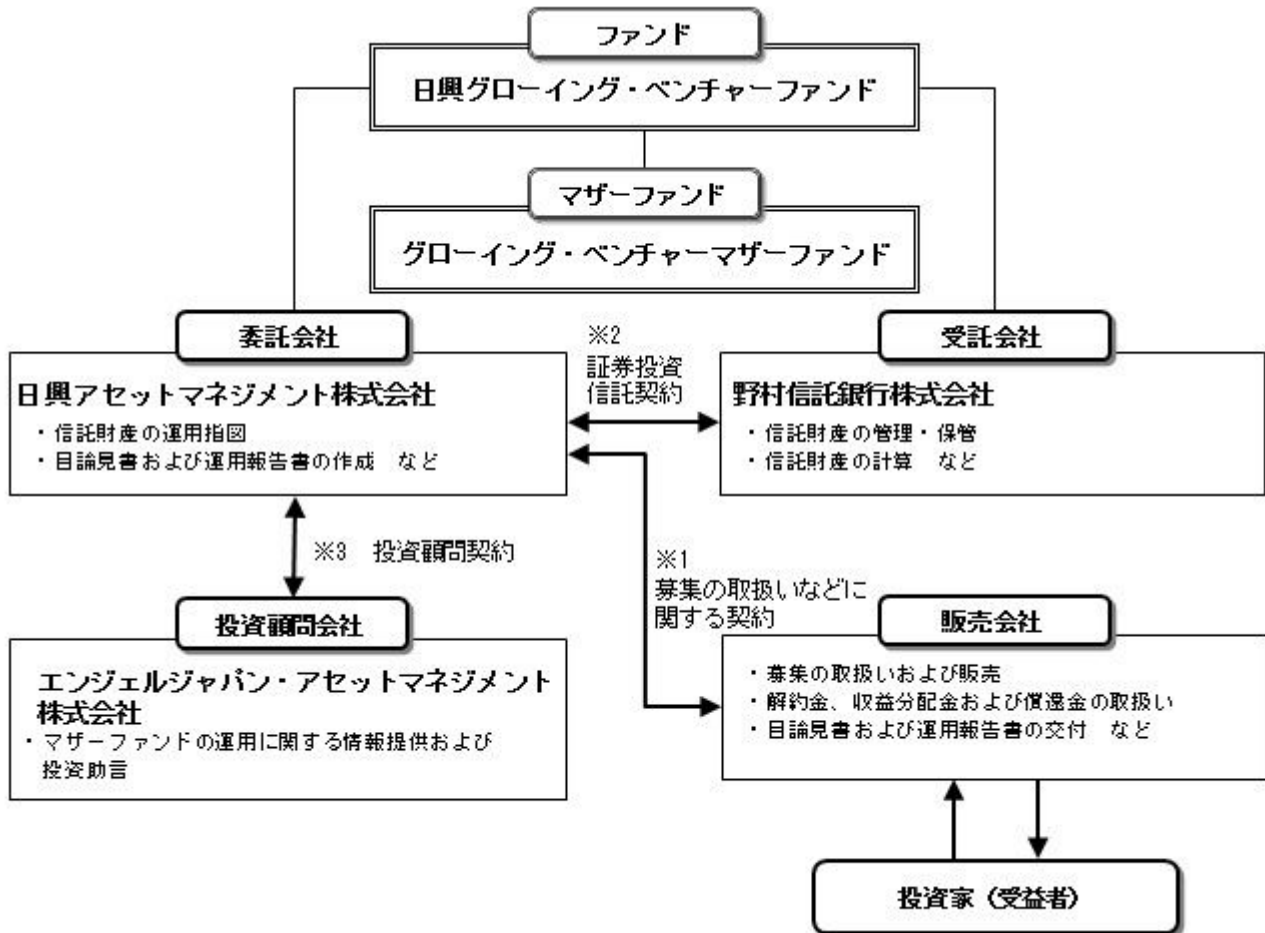 ファンド
日興グローイング・ベンチャーファンド
マザーファンド
グローイング・ベンチャーマザーファンド
委託会社
日興アセットマネジメント株式会社
・信託財産の運用指図
・目論見書および運用報告書の作成 など
※2
証券投資
信託契約
受託会社
野村信託銀行株式会社
・信託財産の管理・保管
・信託財産の計算 など
※3 投資顧問契約
※1
募集の取扱いなどに
関する契約
投資顧問会社
エンジェルジャパン・アセットマネジメント
株式会社
・マザーファンドの運用に関する情報提供および
投資助言
販売会社
・募集の取扱いおよび販売
・解約金、収益分配金および償還金の取扱い
・目論見書および運用報告書の交付 など
投資家（受益者）